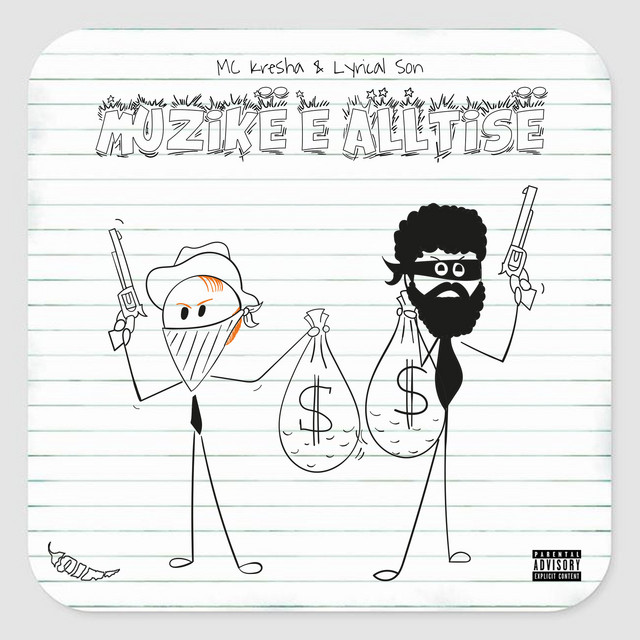 MC Kresha & Lyrical Son
MUZiKË E ALLTiSË
$
$
PARENTAL
ADVISORY
EXPLICIT CONTENT